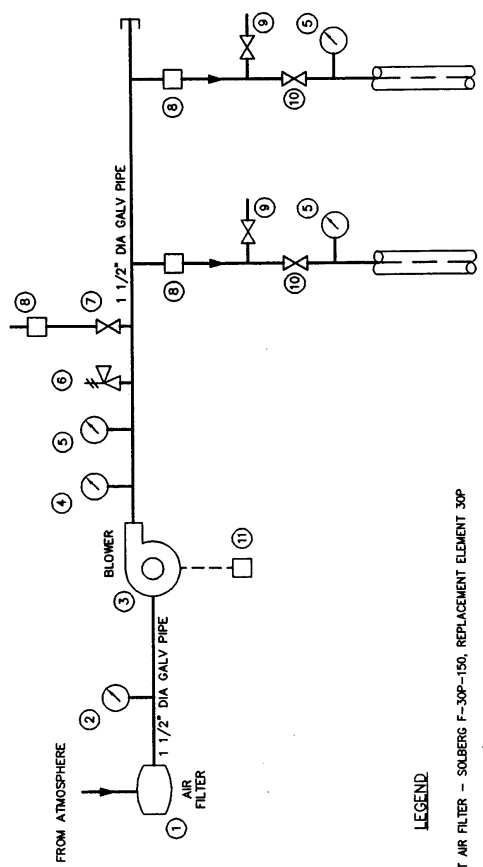 FROM ATMOSPHERE
1
AIR
FILTER
2
1 1/2" DIA GALV PIPE
3
BLOWER
11
4
5
6
7
8
1 1/2" DIA GALV PIPE
8
9
10
5
8
9
10
5
LEGEND
T AIR FILTER - SOLBERG F-30P-150, REPLACEMENT ELEMENT 30P